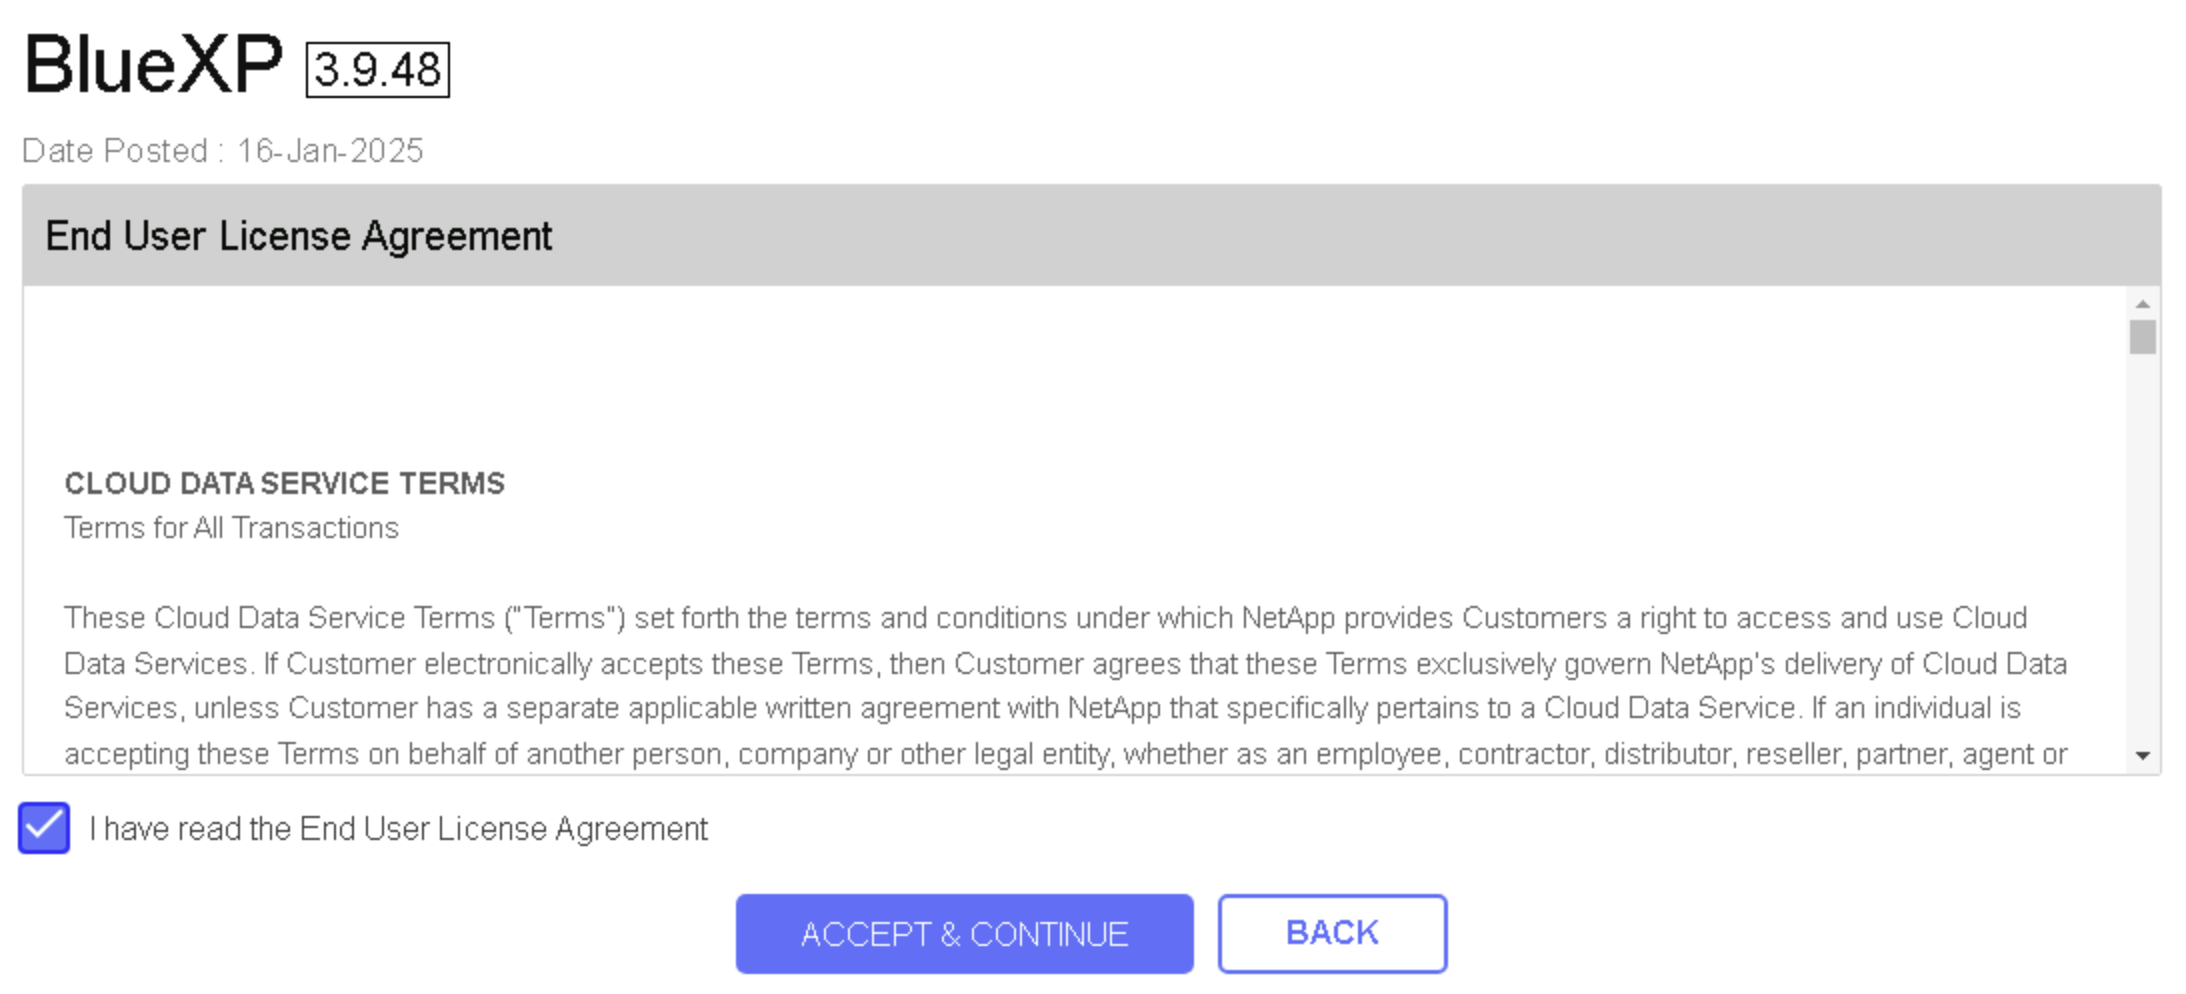 BlueXP 3.9.48
Date Posted : 16-Jan-2025
End User License Agreement
CLOUD DATA SERVICE TERMS
Terms for All Transactions
These Cloud Data Service Terms ("Terms") set forth the terms and conditions under which NetApp provides Customers a right to access and use Cloud
Data Services. If Customer electronically accepts these Terms, then Customer agrees that these Terms exclusively govern NetApp's delivery of Cloud Data
Services, unless Customer has a separate applicable written agreement with NetApp that specifically pertains to a Cloud Data Service. If an individual is
accepting these Terms on behalf of another person, company or other legal entity, whether as an employee, contractor, distributor, reseller, partner, agent or
I have read the End User License Agreement
ACCEPT & CONTINUE BACK